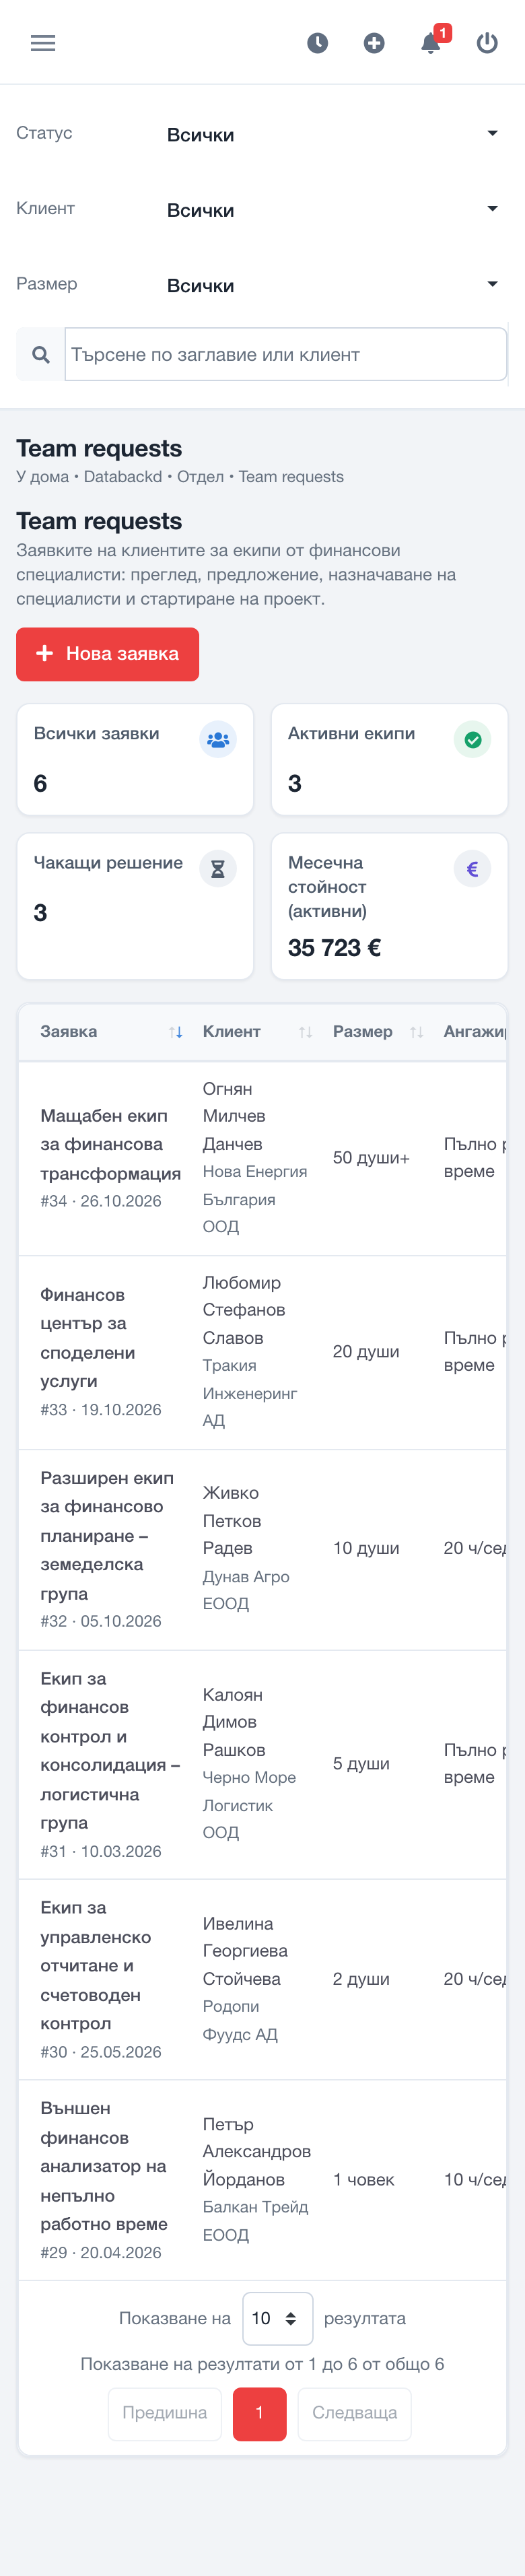 1
Статус
Всички
Клиент
Всички
Размер
Всички
Търсене по заглавие или клиент
Team requests
У дома • Databackd • Отдел • Team requests
Team requests
Заявките на клиентите за екипи от финансови
специалисти: преглед, предложение, назначаване на
специалисти и стартиране на проект.
Нова заявка
Всички заявки
6
Активни екипи
3
Чакащи решение
3
Месечна
стойност
(активни)
€
35 723 €
Заявка
Клиент
Размер
Мащабен екип
за финансова
трансформация
#34 · 26.10.2026
Огнян
Милчев
Данчев
Нова Енергия
България
ООД
50 души+
Пълно
време
Финансов
център за
споделени
услуги
#33 · 19.10.2026
Любомир
Стефанов
Славов
Тракия
Инженеринг
АД
20 души
Пълно
време
Разширен екип
за финансово
планиране –
земеделска
група
#32 · 05.10.2026
Живко
Петков
Радев
Дунав Агро
ЕООД
10 души
20
Екип за
финансов
контрол и
консолидация –
логистична
група
#31 · 10.03.2026
Калоян
Димов
Рашков
Черно Море
Логистик
ООД
5 души
Пълно
време
Екип за
управленско
отчитане и
счетоводен
контрол
#30 · 25.05.2026
Ивелина
Георгиева
Стойчева
Родопи
Фуудс АД
2 души
20
Външен
финансов
анализатор на
непълно
работно време
#29 · 20.04.2026
Петър
Александров
Йорданов
Балкан Трейд
ЕООД
1 човек
10
Показване на 10 резултата
Показване на резултати от 1 до 6 от общо 6
Предишна 1 Следваща